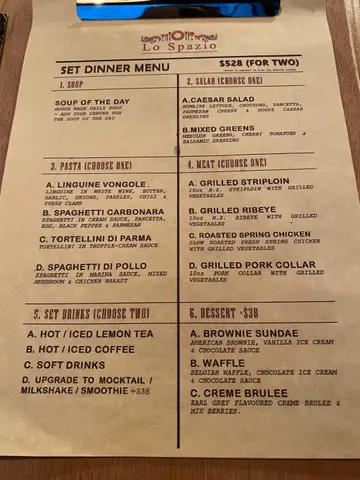 Lo Spazio
SET DINNER MENU
$528 (FOR TWO)
1. SOUP
SOUP OF THE DAY
HOUSE MADE DAILY SOUP
- ASK YOUR SERVER FOR
THE SOUP OF THE DAY
2. SALAD (CHOOSE ONE)
A.CAESAR SALAD
ROMAINE LETTUCE, CROUTONS, PANCETTA,
PARMESAN CHEESE & HOUSE CAESAR
DRESSING
B.MIXED GREENS
MESCLUN GREENS, CHERRY TOMATOES &
BALSAMIC DRESSING
3. PASTA (CHOOSE ONE)
A. LINGUINE VONGOLE
LINGUINE IN WHITE WINE, BUTTER,
GARLIC, ONIONS, PARSLEY, CHILI &
FRESH CLAMS
B. SPAGHETTI CARBONARA
SPAGHETTI IN CREAM SAUCE, PANCETTA,
EGG, BLACK PEPPER & PARMESAN
C. TORTELLINI DI PARMA
TORTELLINI IN TRUFFLE-CREAM SAUCE
D. SPAGHETTI DI POLLO
SPAGHETTI IN MARINA SAUCE, MIXED
MUSHROOM & CHICKEN BREAST
4. MEAT (CHOOSE ONE)
A. GRILLED STRIPLOIN
10oz N.Z. STRIPLOIN WITH GRILLED
VEGETABLES
B. GRILLED RIBEYE
10oz N.Z. RIBEYE WITH GRILLED
VEGETABLES
C. ROASTED SPRING CHICKEN
SLOW ROASTED FRESH SPRING CHICKEN
WITH GRILLED VEGETABLES
D. GRILLED PORK COLLAR
10oz PORK COLLAR WITH GRILLED
VEGETABLES
5. SET DRINKS (CHOOSE TWO)
A. HOT / ICED LEMON TEA
B. HOT / ICED COFFEE
C. SOFT DRINKS
D. UPGRADE TO MOCKTAIL /
MILKSHAKE / SMOOTHIE +$38
6. DESSERT +$38
A. BROWNIE SUNDAE
AMERICAN BROWNIE, VANILLA ICE CREAM
& CHOCOLATE SAUCE
B. WAFFLE
BELGIAN WAFFLE, CHOCOLATE ICE CREAM
& CHOCOLATE SAUCE
C. CREME BRULEE
EARL GREY FLAVOURED CREME BRULEE &
MIX BERRIES.